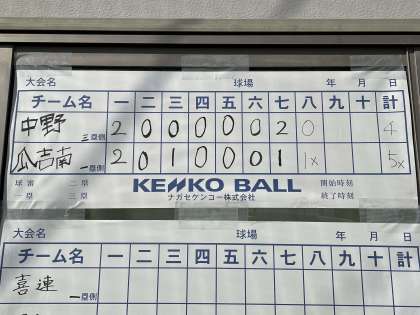 大会名 球場 年 月 日
チーム名 一 二 三 四 五 六 七 八 九 十 計
中野 三塁側 2 0 0 0 0 0 2 0 4
瓜吉南 一塁側 2 0 1 0 0 0 1 1x 5x
球審 二塁 開始時刻
一塁 三塁 終了時刻
KENKO BALL
ナガセケンコー株式会社
大会名 球場 年 月 日
チーム名 一 二 三 四 五 六 七 八 九 十 計
喜連 一塁側